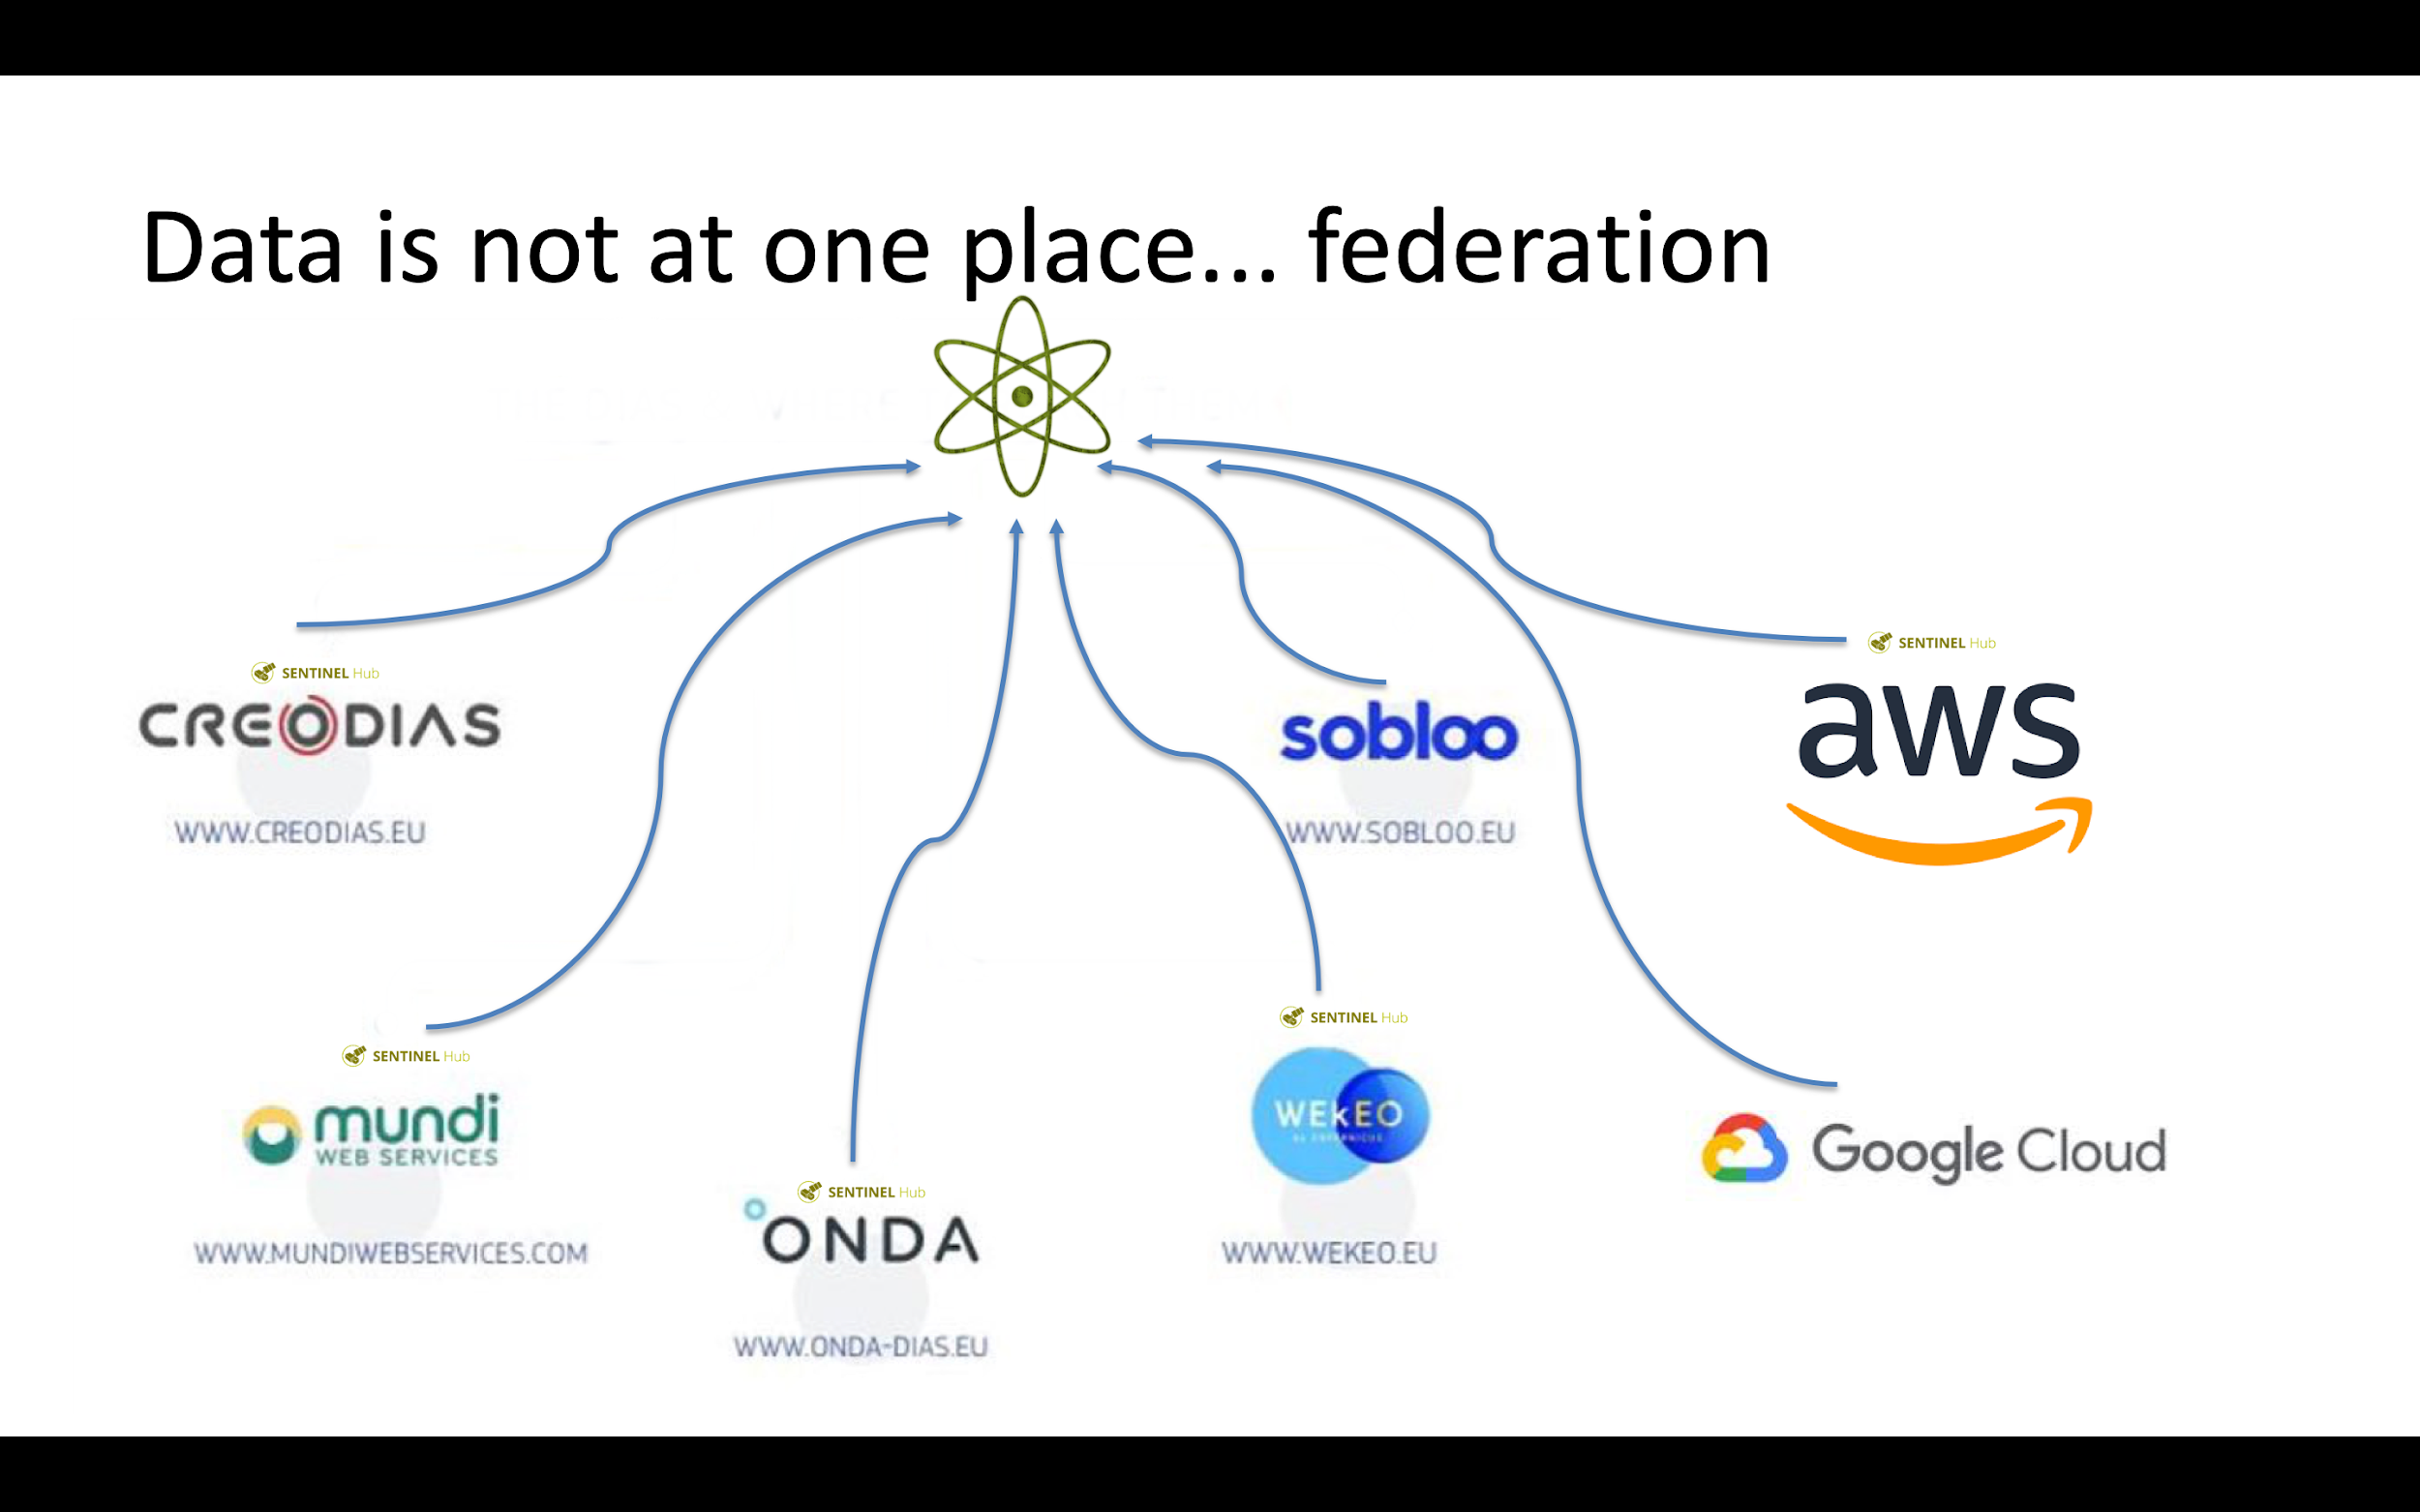 Data is not at one place... federation
SENTINEL Hub
CREODIAS
WWW.CREODIAS.EU
SENTINEL Hub
mundi
WEB SERVICES
WWW.MUNDIWEBSERVICES.COM
SENTINEL Hub
ONDA
WWW.ONDA-DIAS.EU
sobloo
WWW.SOBLOO.EU
SENTINEL Hub
WEkEO
WWW.WEKEO.EU
SENTINEL Hub
aws
Google Cloud